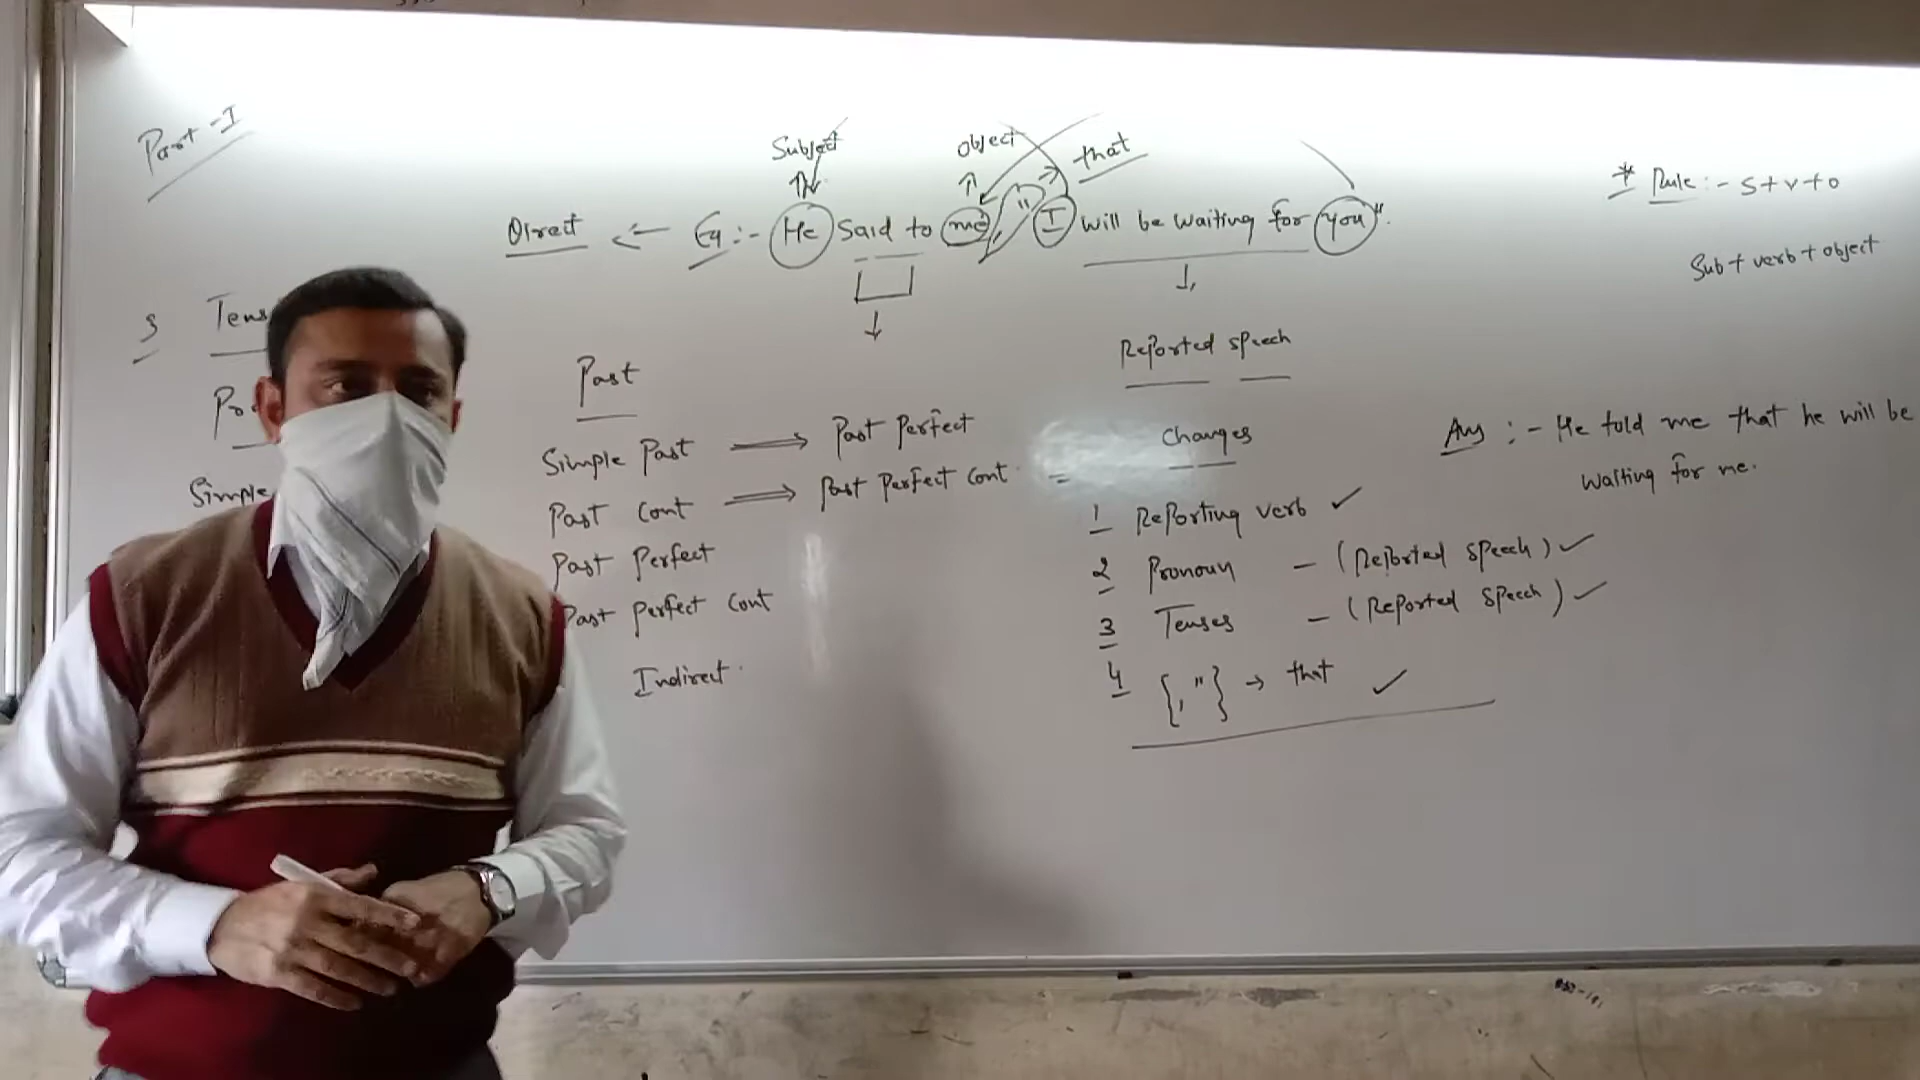 Part - I
Subject
object
that
Direct <- Eg :- He Said to me, " I will be waiting for you".
* Rule :- S+V+O
Sub + verb + object
3 Tens
Past
Simple Past ⟹ Past Perfect
Past Cont ⟹ Past Perfect Cont
Past Perfect
Past Perfect Cont
Indirect.
Simple
Reported speech
Changes
1 Reporting verb ✓
2 Pronoun - (Reported speech) ✓
3 Tenses - (Reported speech) ✓
4 {, "} → that ✓
Ans :- He told me that he will be
waiting for me.